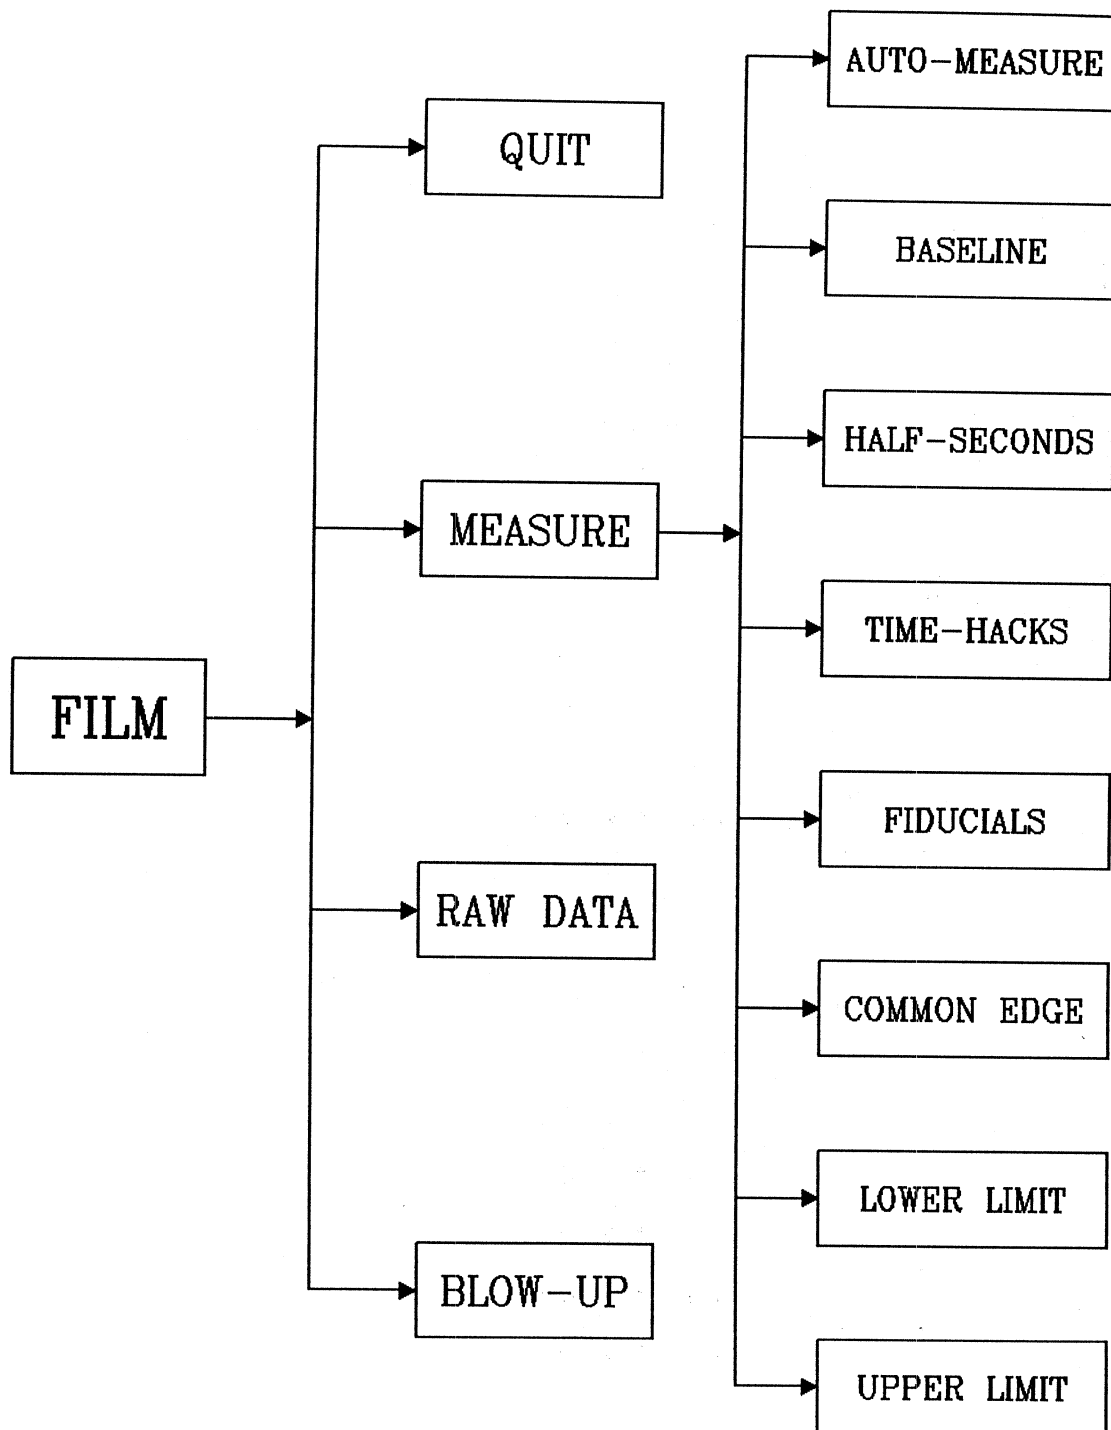 FILM
QUIT
MEASURE
RAW DATA
BLOW-UP
AUTO-MEASURE
BASELINE
HALF-SECONDS
TIME-HACKS
FIDUCIALS
COMMON EDGE
LOWER LIMIT
UPPER LIMIT